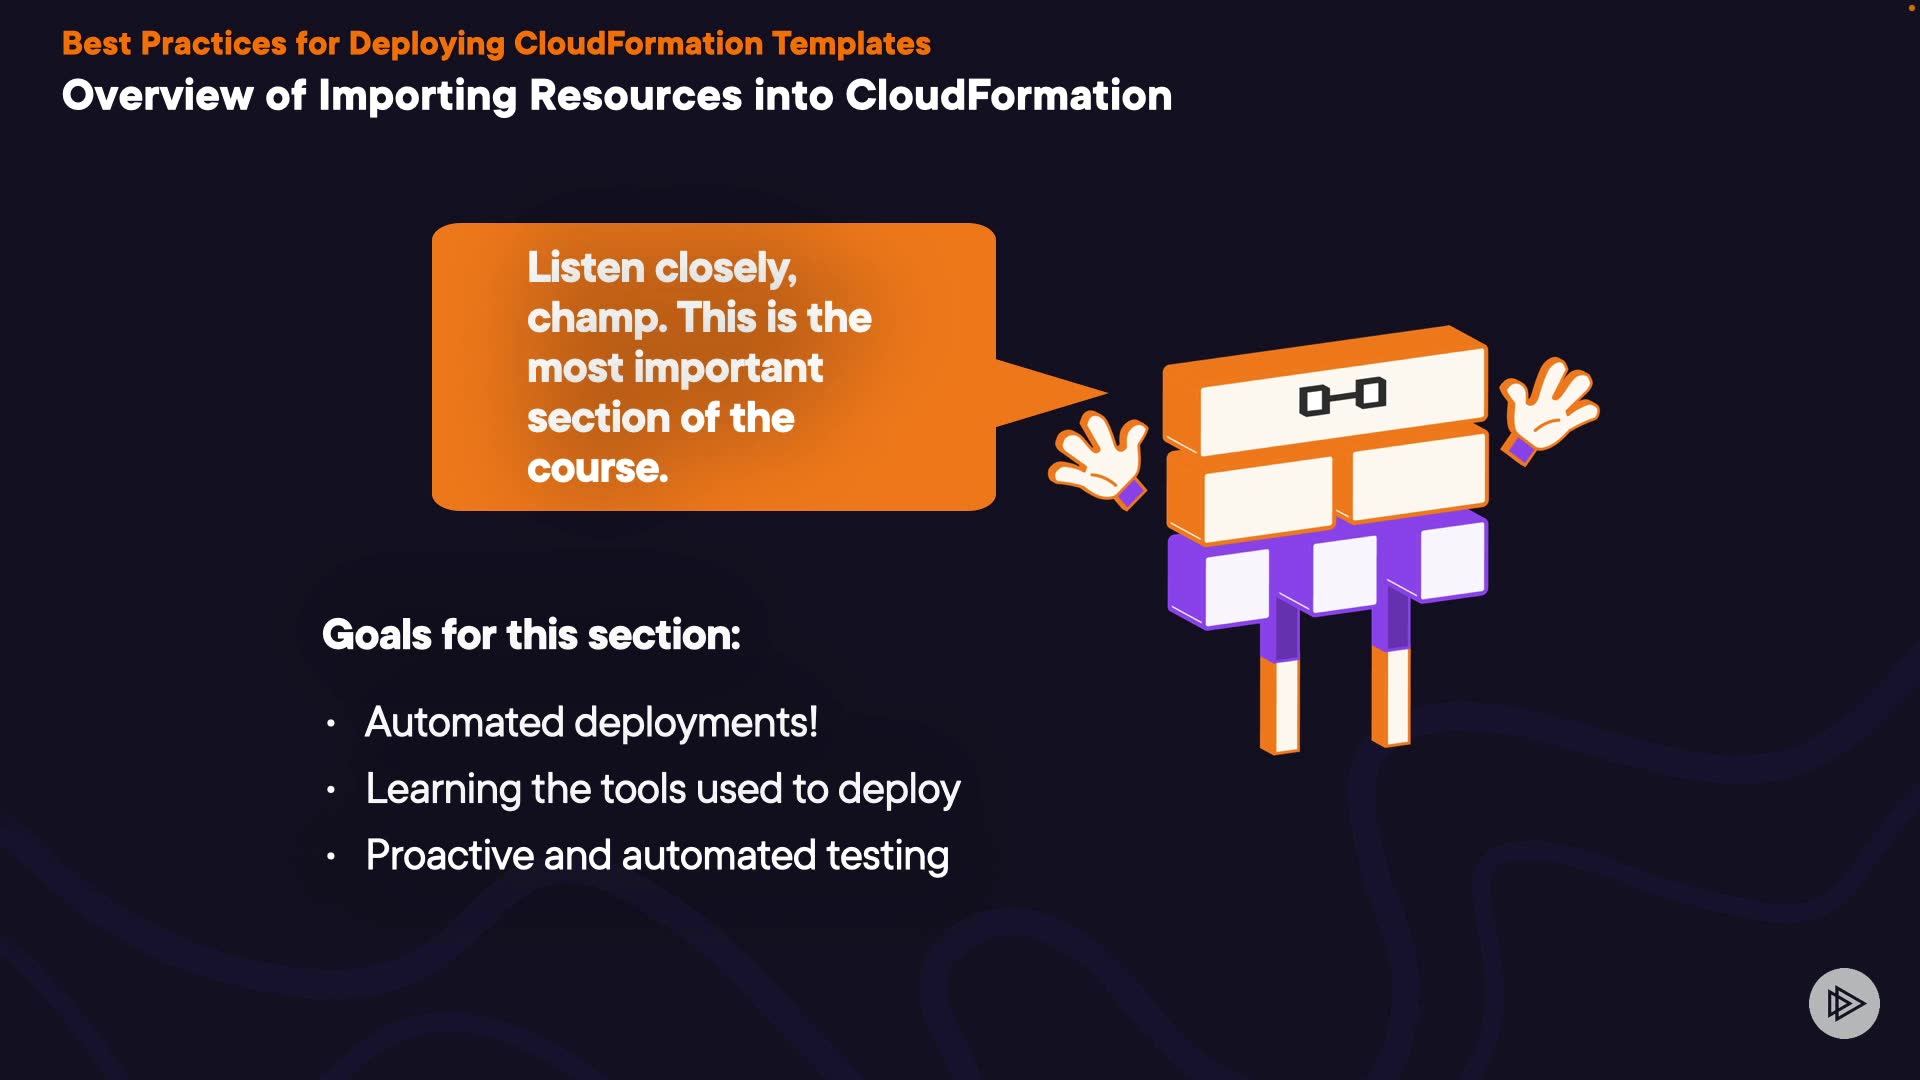 Best Practices for Deploying CloudFormation Templates
Overview of Importing Resources into CloudFormation
Listen closely,
champ. This is the
most important
section of the
course.
Goals for this section:
• Automated deployments!
• Learning the tools used to deploy
• Proactive and automated testing